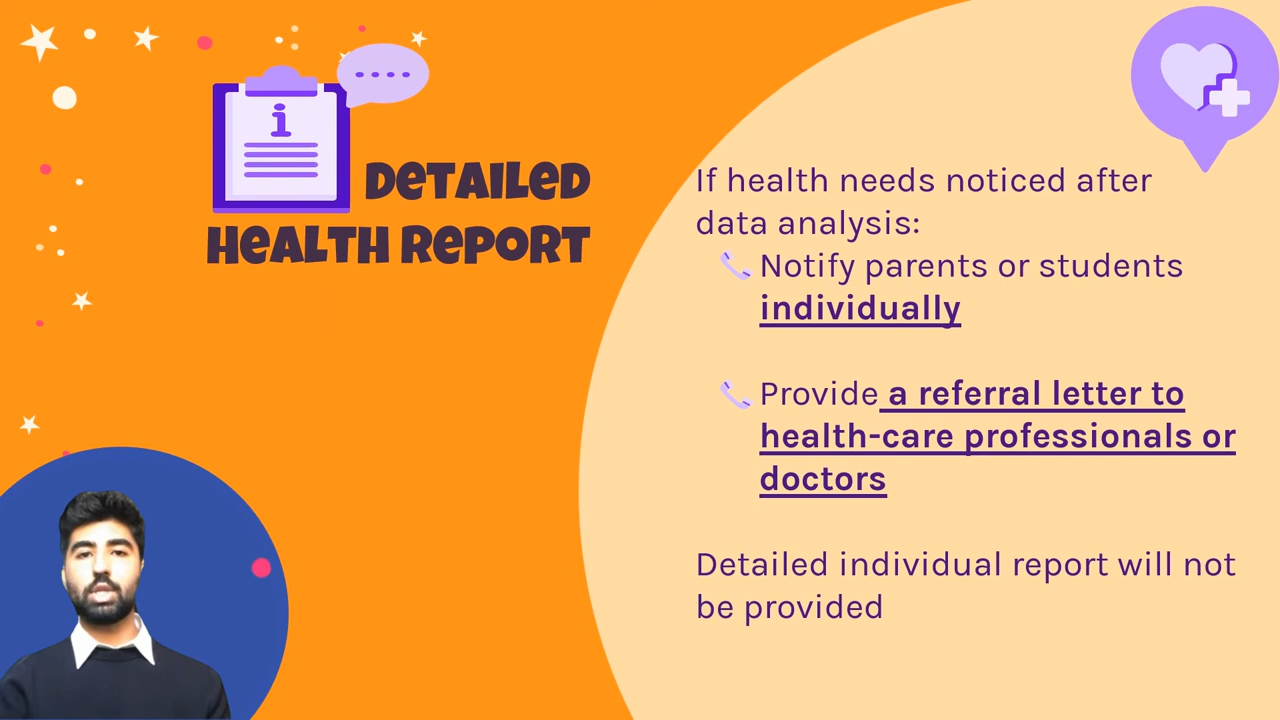 i
DETAILED
HEALTH REPORT
If health needs noticed after
data analysis:
Notify parents or students
individually
Provide a referral letter to
health-care professionals or
doctors
Detailed individual report will not
be provided